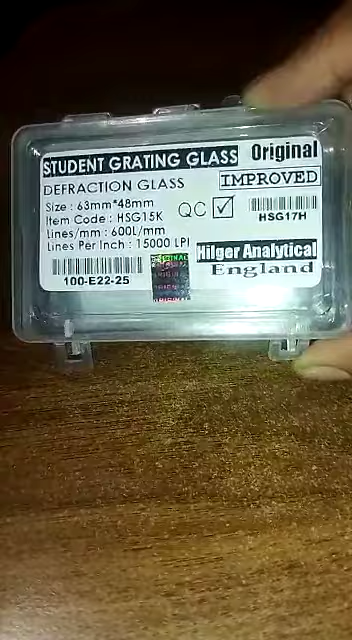 STUDENT GRATING GLASS Original
DEFRACTION GLASS IMPROVED
Size : 63mm*48mm
Item Code : HSG15K QC
HSG17H
Lines/mm : 600L/mm
Lines Per Inch : 15000 LPI
Hilger Analytical
England
100-E22-25
ORIGINAL